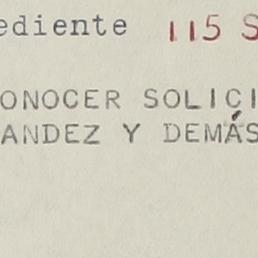 ediente 115 S
ONOCER SOLICI
ANDEZ Y DEMÁS